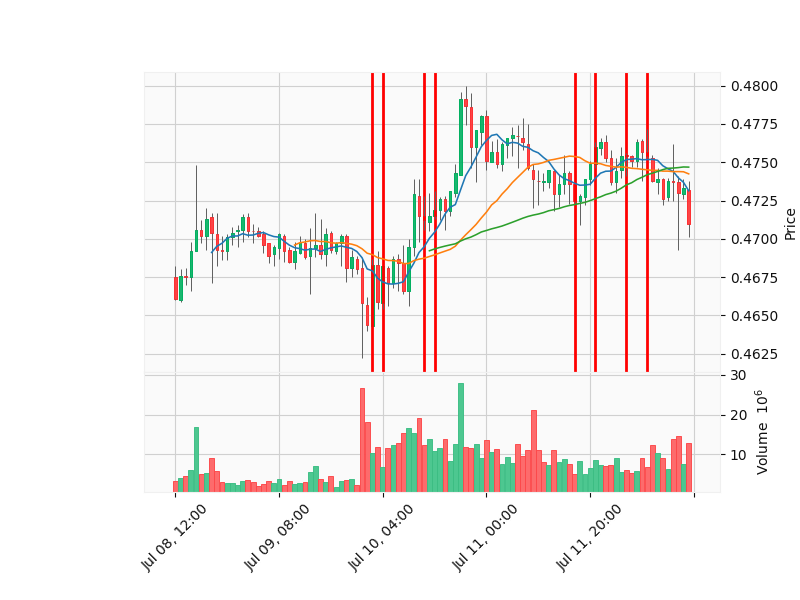 0.4800
0.4775
0.4750
0.4725
0.4700
0.4675
0.4650
0.4625
Price
30
20
10
Volume 10^6
Jul 08, 12:00
Jul 09, 08:00
Jul 10, 04:00
Jul 11, 00:00
Jul 11, 20:00